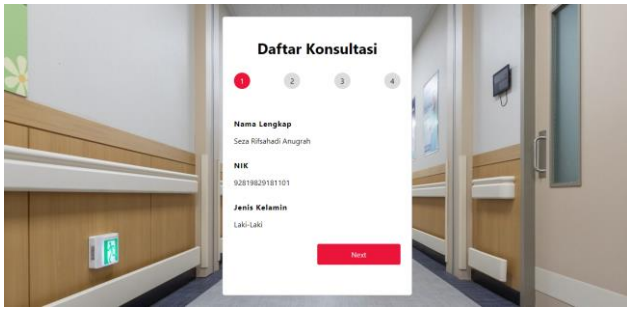 Daftar Konsultasi
1 2 3 4
Nama Lengkap
Seza Rifsahadi Anugrah
NIK
92819829181101
Jenis Kelamin
Laki-Laki
Next